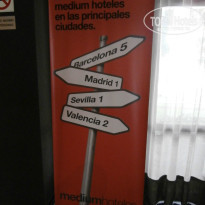 medium hoteles
en las principales
ciudades.
Barcelona 5
Madrid 1
Sevilla 1
Valencia 2